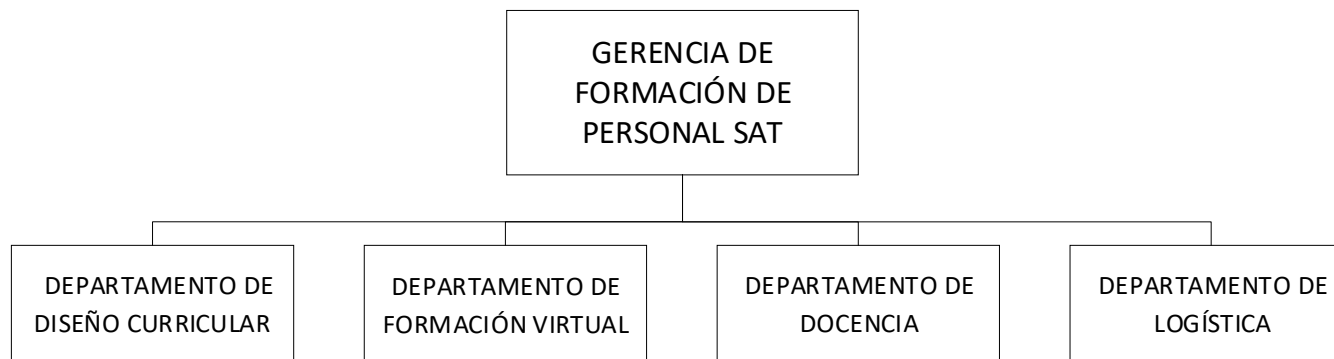 GERENCIA DE
FORMACIÓN DE
PERSONAL SAT
DEPARTAMENTO DE
DISEÑO CURRICULAR
DEPARTAMENTO DE
FORMACIÓN VIRTUAL
DEPARTAMENTO DE
DOCENCIA
DEPARTAMENTO DE
LOGÍSTICA